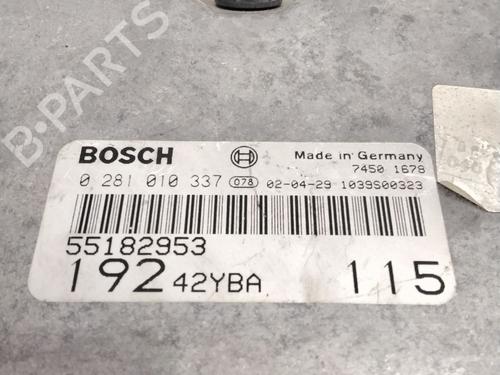 B-PARTS
BOSCH Made in Germany
7450 1678
0 281 010 337 078 02-04-29 1039S00323
55182953
192 42YBA 115